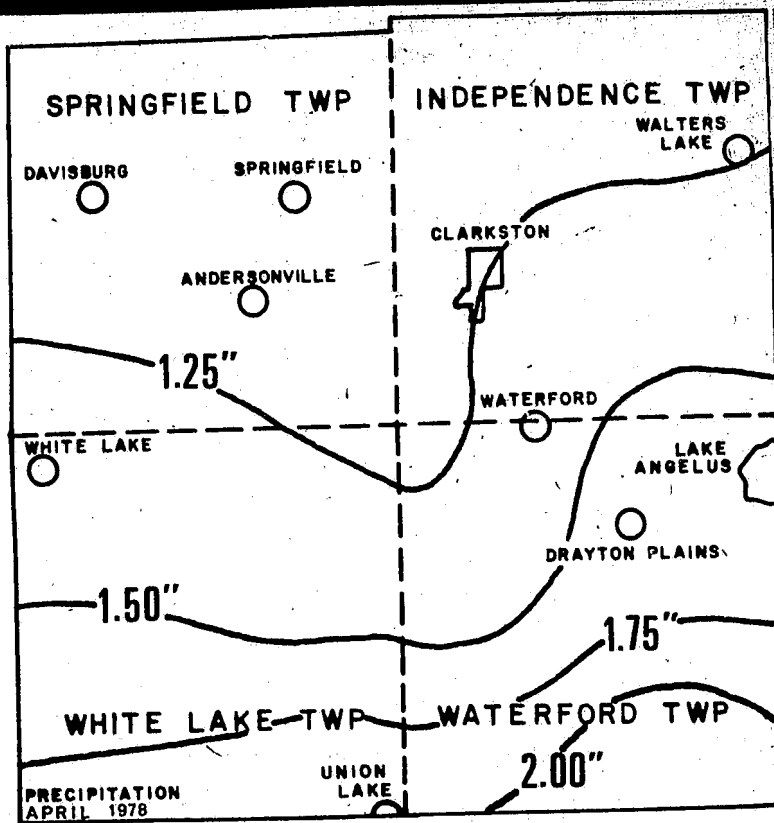 SPRINGFIELD TWP
INDEPENDENCE TWP
WALTERS
LAKE
DAVISBURG
SPRINGFIELD
CLARKSTON
ANDERSONVILLE
1.25"
WATERFORD
WHITE LAKE
LAKE
ANGELUS
DRAYTON PLAINS
1.50"
1.75"
WHITE LAKE TWP
WATERFORD TWP
2.00"
UNION
LAKE
PRECIPITATION
APRIL 1978